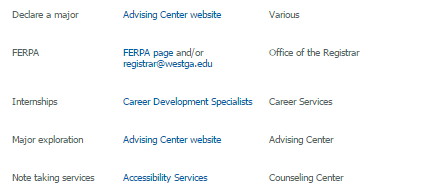 Declare a major Advising Center website Various
FERPA FERPA page and/or Office of the Registrar
registrar@westga.edu
Internships Career Development Specialists Career Services
Major exploration Advising Center website Advising Center
Note taking services Accessibility Services Counseling Center